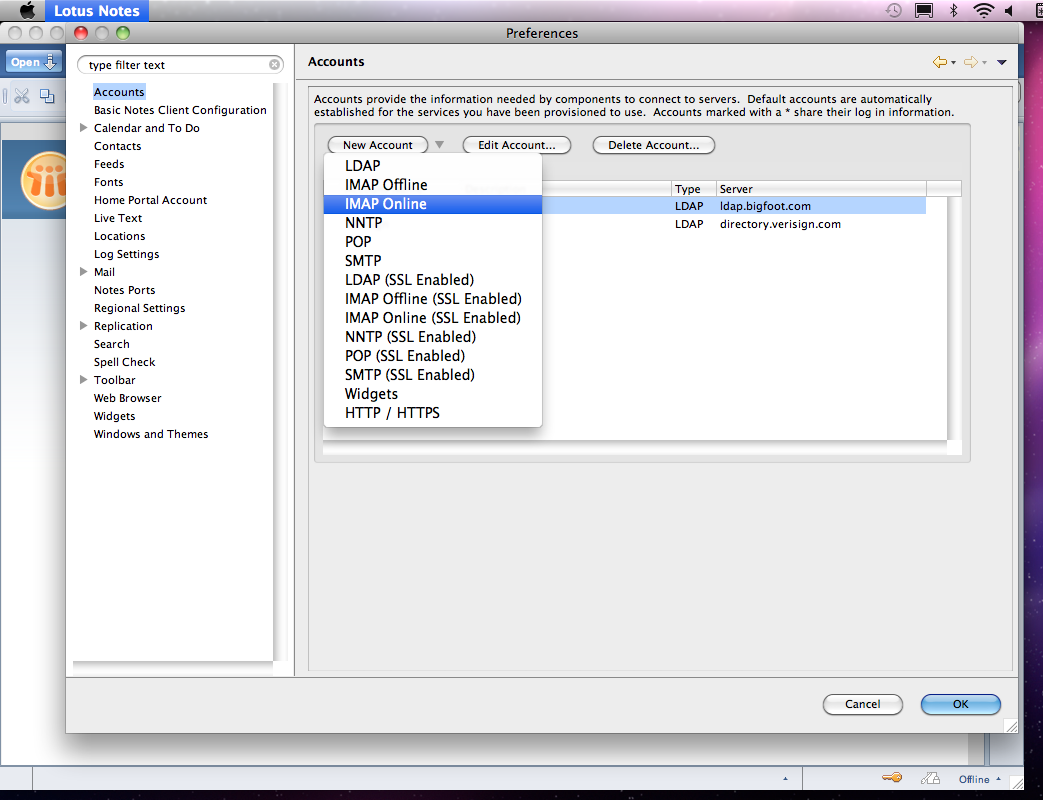 Lotus Notes
Preferences
Open
type filter text
Accounts
Basic Notes Client Configuration
Calendar and To Do
Contacts
Feeds
Fonts
Home Portal Account
Live Text
Locations
Log Settings
Mail
Notes Ports
Regional Settings
Replication
Search
Spell Check
Toolbar
Web Browser
Widgets
Windows and Themes
Accounts
Accounts provide the information needed by components to connect to servers. Default accounts are automatically
established for the services you have been provisioned to use. Accounts marked with a * share their log in information.
New Account
Edit Account...
Delete Account...
LDAP
IMAP Offline
IMAP Online
NNTP
POP
SMTP
LDAP (SSL Enabled)
IMAP Offline (SSL Enabled)
IMAP Online (SSL Enabled)
NNTP (SSL Enabled)
POP (SSL Enabled)
SMTP (SSL Enabled)
Widgets
HTTP / HTTPS
Type Server
LDAP ldap.bigfoot.com
LDAP directory.verisign.com
Cancel
OK
Offline